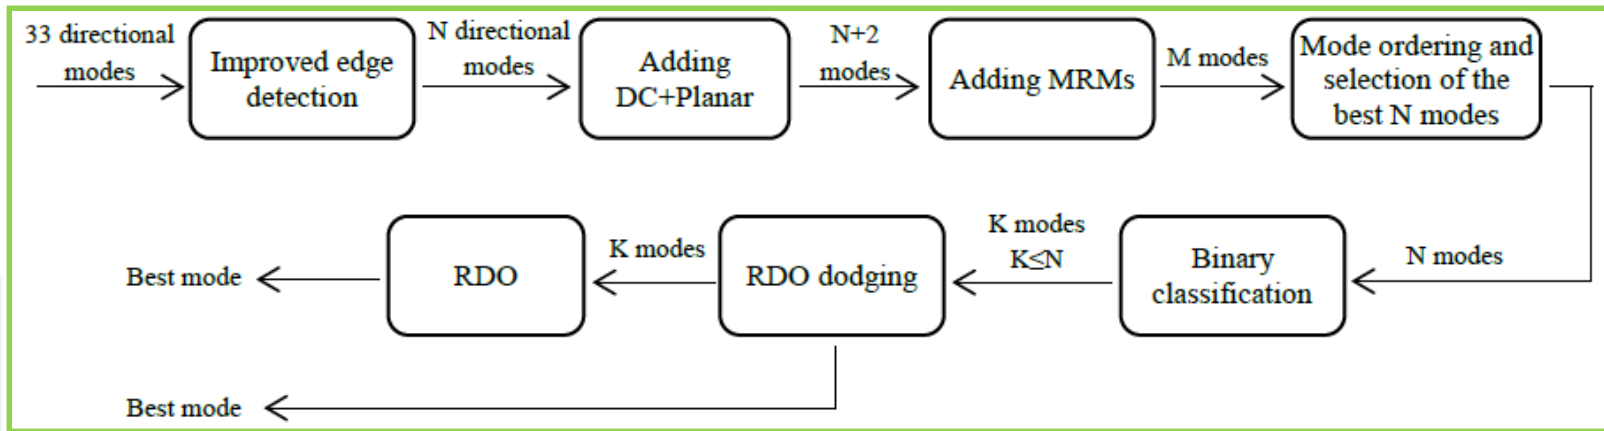 33 directional
modes
Improved edge
detection
N directional
modes
Adding
DC+Planar
N+2
modes
Adding MRMs
M modes
Mode ordering and
selection of the
best N modes
N modes
Binary
classification
K modes
K≤N
RDO dodging
K modes
RDO
Best mode
Best mode